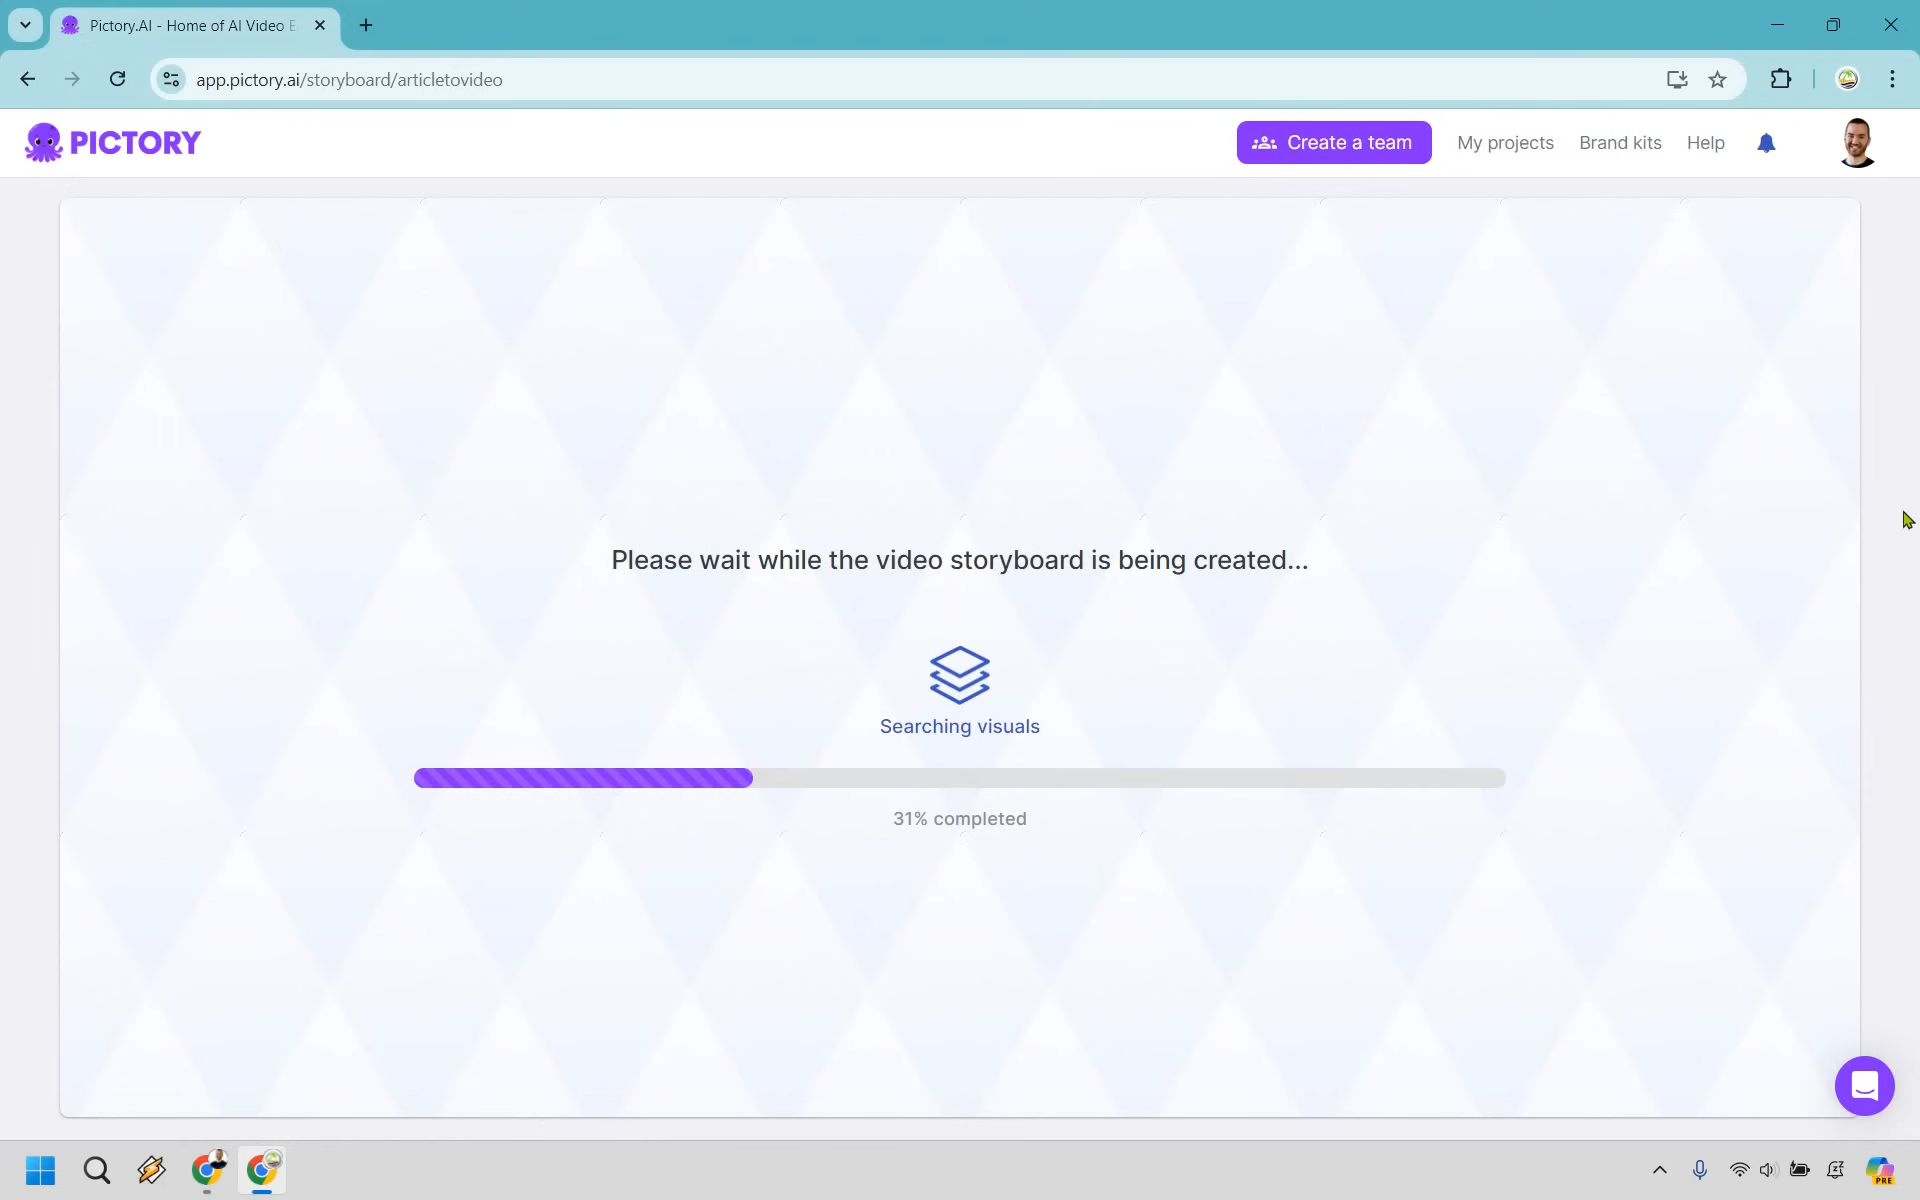 Pictory.AI - Home of AI Video E
app.pictory.ai/storyboard/articletovideo
PICTORY
Create a team
My projects
Brand kits
Help
Please wait while the video storyboard is being created...
Searching visuals
31% completed
PRE